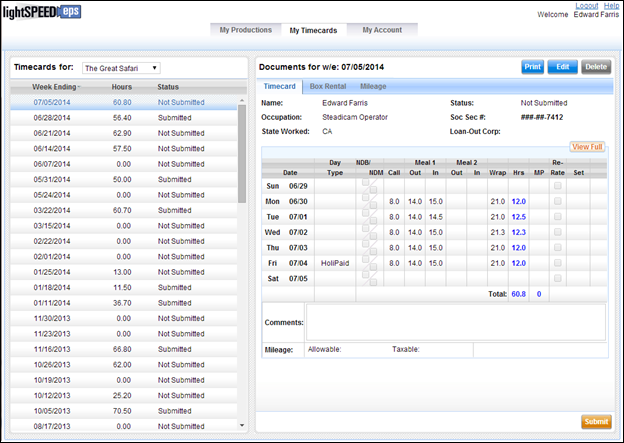 lightSPEED eps
Logout Help
Welcome Edward Farris
My Productions My Timecards My Account
Timecards for: The Great Safari
Week Ending Hours Status
07/05/2014 60.80 Not Submitted
06/28/2014 56.40 Submitted
06/21/2014 62.90 Not Submitted
06/14/2014 57.50 Not Submitted
06/07/2014 0.00 Not Submitted
05/31/2014 50.00 Submitted
05/24/2014 0.00 Not Submitted
03/22/2014 60.70 Submitted
03/15/2014 0.00 Not Submitted
02/22/2014 0.00 Not Submitted
02/01/2014 0.00 Not Submitted
01/25/2014 13.00 Not Submitted
01/18/2014 11.50 Submitted
01/11/2014 36.70 Submitted
11/30/2013 0.00 Not Submitted
11/23/2013 0.00 Not Submitted
11/16/2013 66.80 Submitted
10/26/2013 62.00 Not Submitted
10/19/2013 0.00 Not Submitted
10/12/2013 25.20 Not Submitted
10/05/2013 70.50 Submitted
08/17/2013 0.00 Not Submitted
Documents for w/e: 07/05/2014 Print Edit Delete
Timecard Box Rental Mileage
Name: Edward Farris Status: Not Submitted
Occupation: Steadicam Operator Soc Sec #: ###-##-7412
State Worked: CA Loan-Out Corp:
View Full
Day NDB/ Meal 1 Meal 2 Re-
Date Type NDM Call Out In Out In Wrap Hrs MP Rate Set
Sun 06/29
Mon 06/30 8.0 14.0 15.0 21.0 12.0
Tue 07/01 8.0 14.0 14.5 21.0 12.5
Wed 07/02 8.0 14.0 15.0 21.3 12.3
Thu 07/03 8.0 14.0 15.0 21.0 12.0
Fri 07/04 HoliPaid 8.0 14.0 15.0 21.0 12.0
Sat 07/05
Total: 60.8 0
Comments:
Mileage: Allowable: Taxable:
Submit